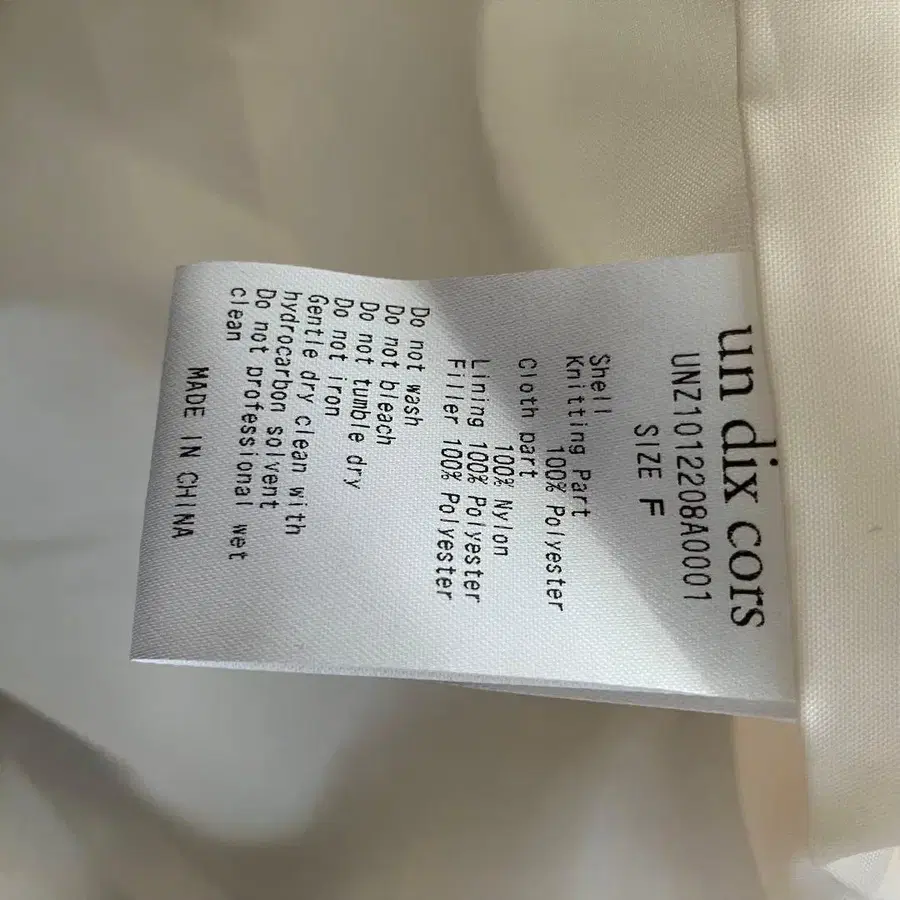 un dix cors
UNZ1012208A0001
SIZE F
Shell
Knitting Part
100% Polyester
Cloth part
100% Nylon
Lining 100% Polyester
Filler 100% Polyester
Do not wash
Do not bleach
Do not tumble dry
Do not iron
Gentle dry clean with
hydrocarbon solvent
Do not professional wet
clean
MADE IN CHINA